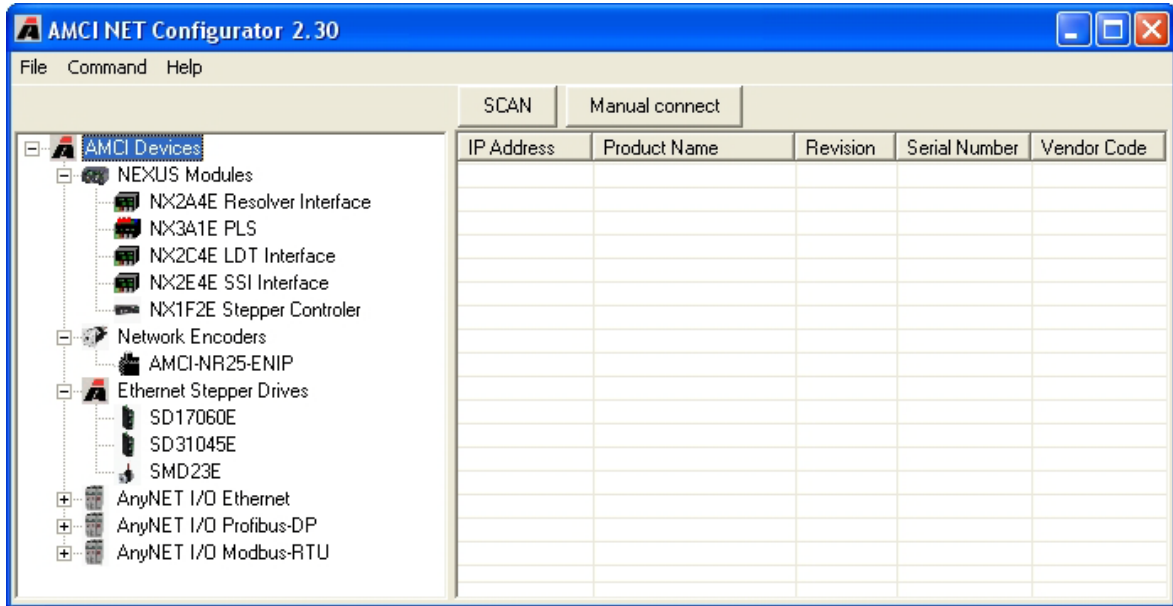 AMCI NET Configurator 2.30
File Command Help
SCAN Manual connect
AMCI Devices
NEXUS Modules
NX2A4E Resolver Interface
NX3A1E PLS
NX2C4E LDT Interface
NX2E4E SSI Interface
NX1F2E Stepper Controler
Network Encoders
AMCI-NR25-ENIP
Ethernet Stepper Drives
SD17060E
SD31045E
SMD23E
AnyNET I/O Ethernet
AnyNET I/O Profibus-DP
AnyNET I/O Modbus-RTU
IP Address Product Name Revision Serial Number Vendor Code